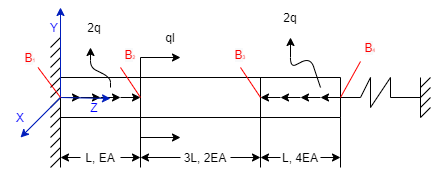 2q
2q
Y
ql
B₁
B₂
B₃
B₄
Z
X
L, EA
3L, 2EA
L, 4EA